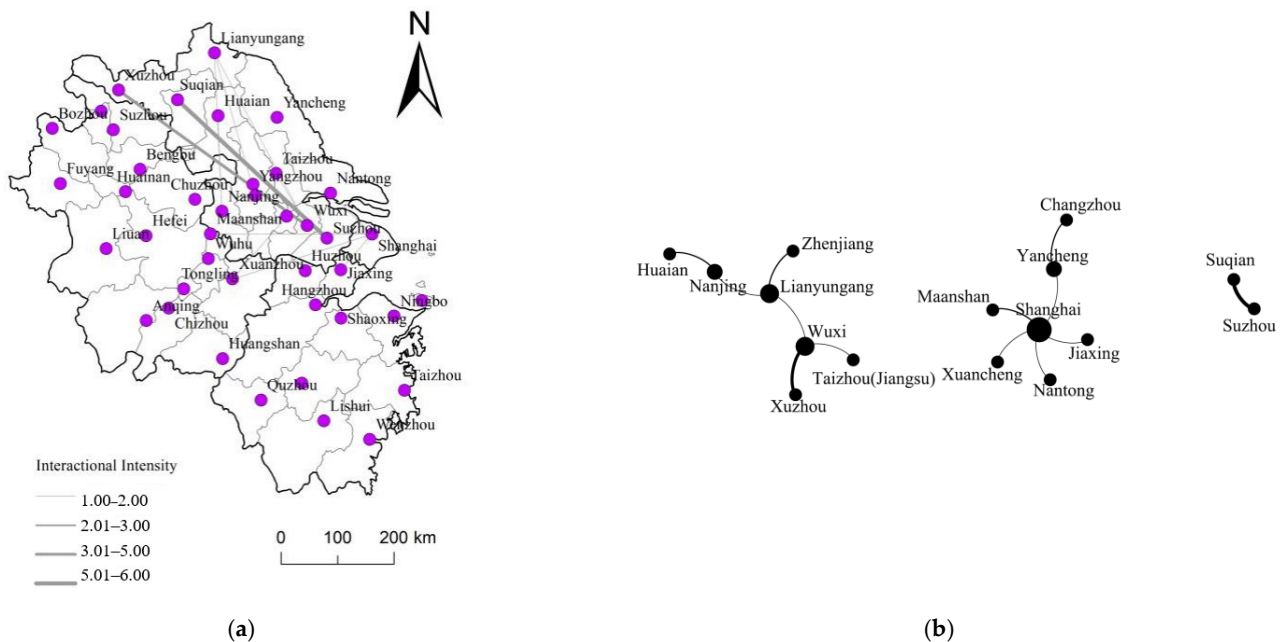 N
Lianyungang
Xuzhou
Suqian
Huaian
Yancheng
Bozhou
Suzhou
Bengbu
Taizhou
Fuyang
Huainan
Chuzhou
Yangzhou
Nantong
Nanjing
Wuxi
Hefei
Maanshan
Suzhou
Liuan
Wuhu
Shanghai
Huzhou
Xuanzhou
Jiaxing
Tongling
Hangzhou
Anqing
Ningbo
Chizhou
Shaoxing
Huangshan
Quzhou
Taizhou
Lishui
Wenzhou
Interactional Intensity
1.00–2.00
2.01–3.00
3.01–5.00
5.01–6.00
0 100 200 km
(a)
Changzhou
Zhenjiang
Yancheng
Huaian
Nanjing
Lianyungang
Suqian
Maanshan
Shanghai
Suzhou
Wuxi
Jiaxing
Taizhou(Jiangsu)
Xuancheng
Nantong
Xuzhou
(b)